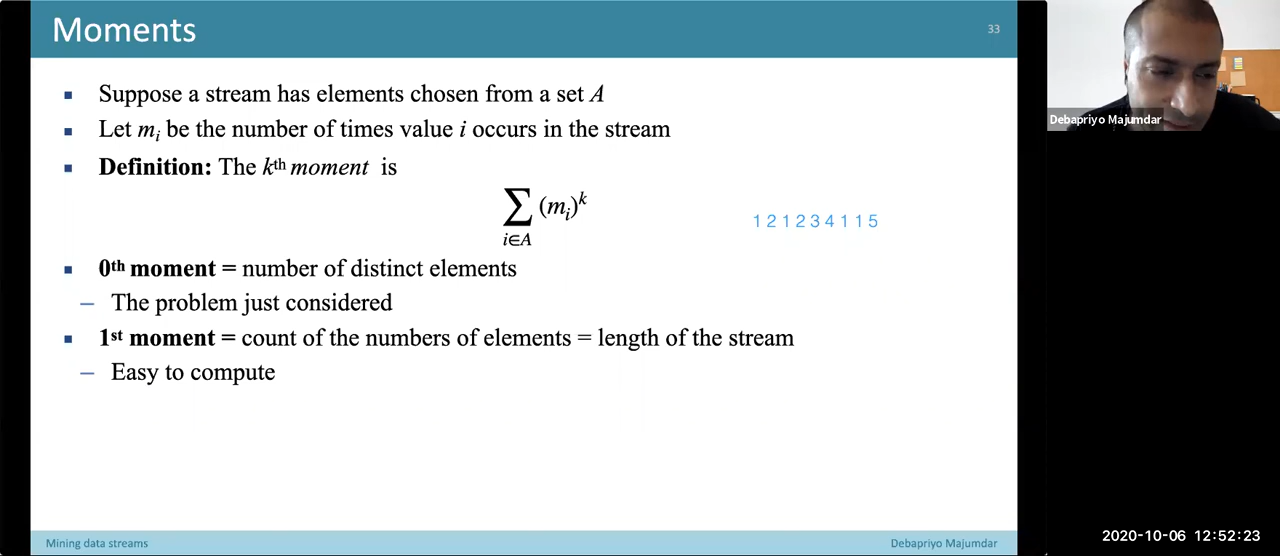 Moments
33
▪ Suppose a stream has elements chosen from a set A
▪ Let mᵢ be the number of times value i occurs in the stream
▪ Definition: The kᵗʰ moment is
∑ (mᵢ)ᵏ
i∈A
1 2 1 2 3 4 1 1 5
▪ 0ᵗʰ moment = number of distinct elements
– The problem just considered
▪ 1ˢᵗ moment = count of the numbers of elements = length of the stream
– Easy to compute
Mining data streams
Debapriyo Majumdar
Debapriyo Majumdar
2020-10-06 12:52:23